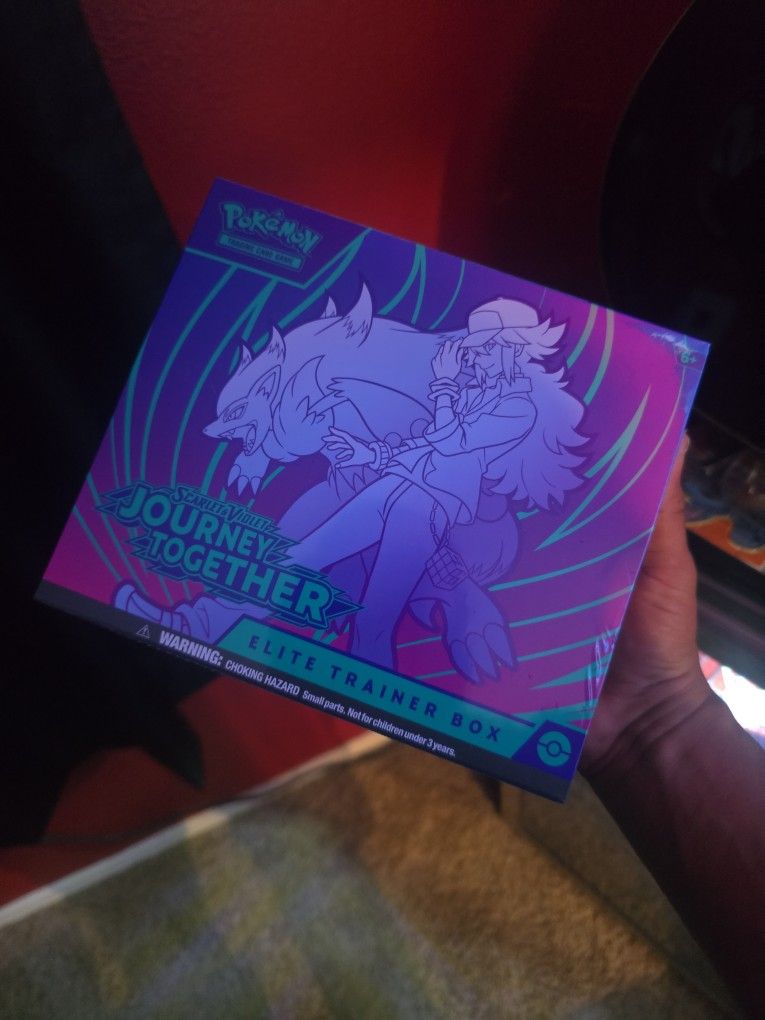 POKÉMON
TRADING CARD GAME
6+
SCARLET & VIOLET
JOURNEY
TOGETHER
ELITE TRAINER BOX
WARNING: CHOKING HAZARD Small parts. Not for children under 3 years.